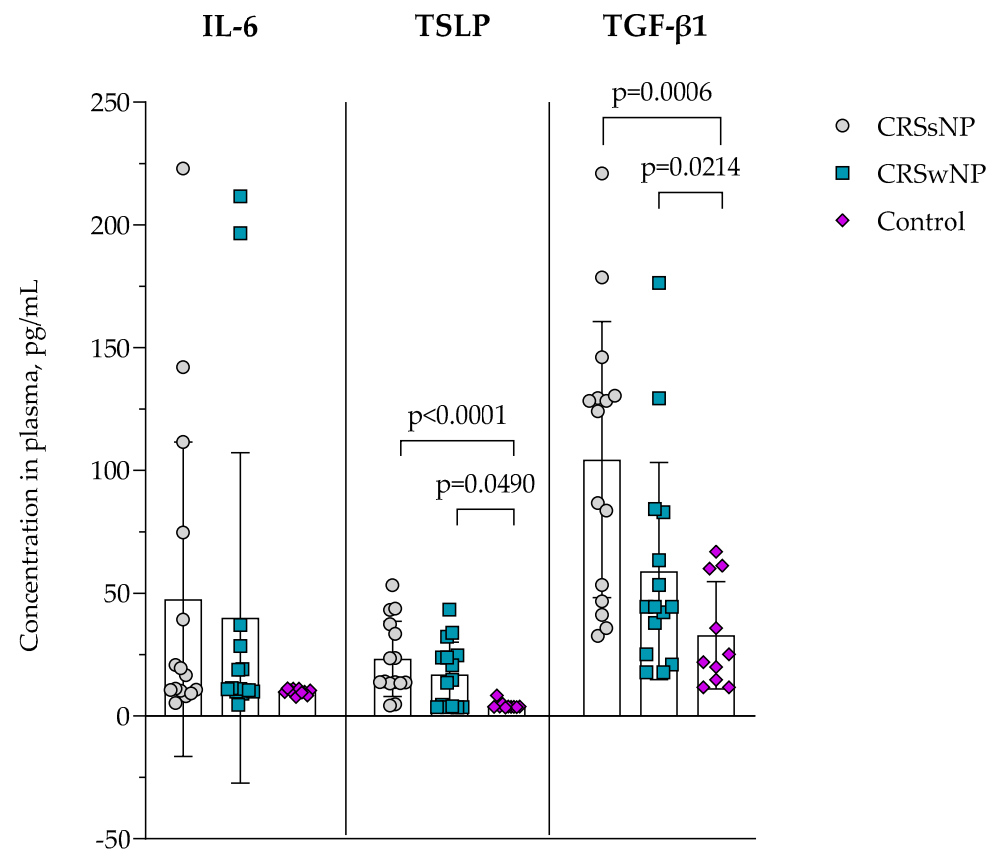 IL-6 TSLP TGF-β1
250
200
150
100
50
0
-50
Concentration in plasma, pg/mL
p<0.0001
p=0.0490
p=0.0006
p=0.0214
CRSsNP
CRSwNP
Control